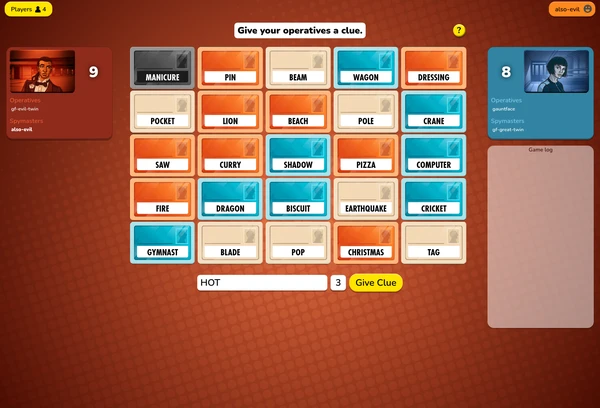 Players 4
also-evil
Give your operatives a clue.
?
9
Operatives
gf-evil-twin
Spymasters
also-evil
8
Operatives
gauntface
Spymasters
gf-great-twin
Game log
MANICURE PIN BEAM WAGON DRESSING
POCKET LION BEACH POLE CRANE
SAW CURRY SHADOW PIZZA COMPUTER
FIRE DRAGON BISCUIT EARTHQUAKE CRICKET
GYMNAST BLADE POP CHRISTMAS TAG
HOT 3 Give Clue